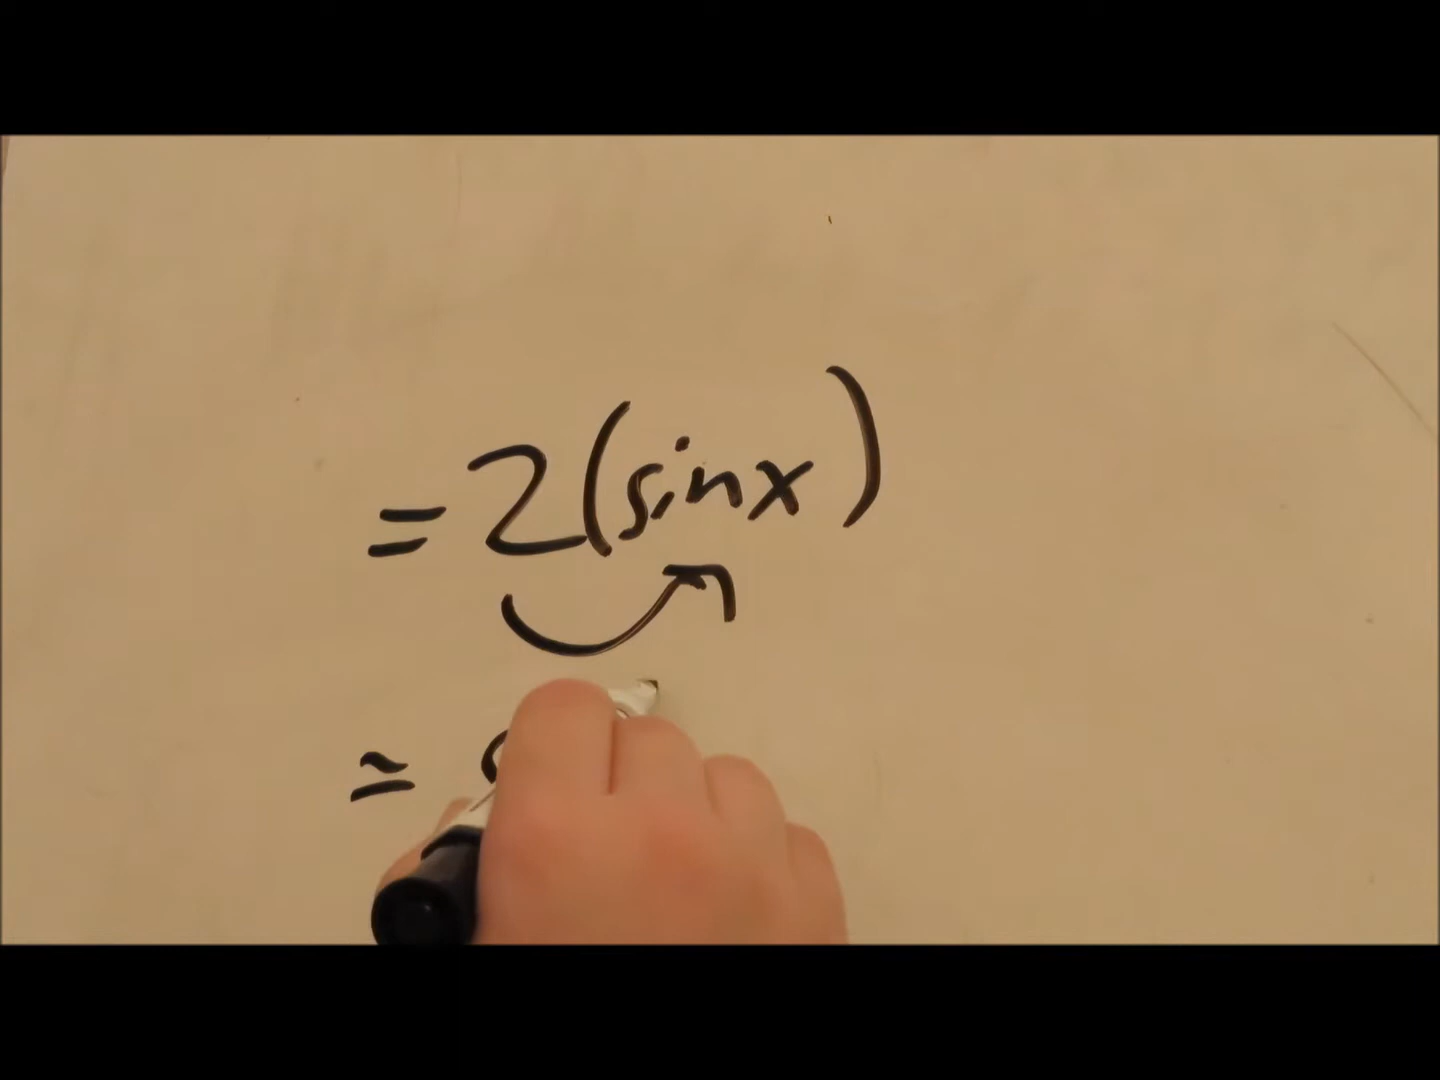 = 2(sinx)
=